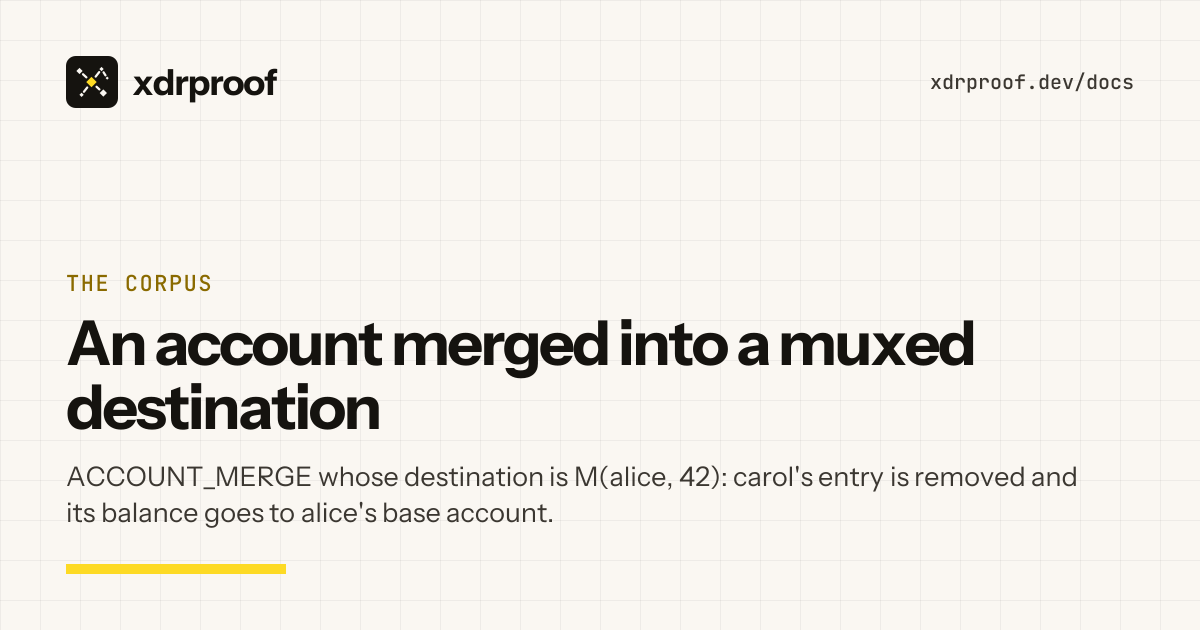 xdrproof
xdrproof.dev/docs
THE CORPUS
An account merged into a muxed
destination
ACCOUNT_MERGE whose destination is M(alice, 42): carol's entry is removed and
its balance goes to alice's base account.